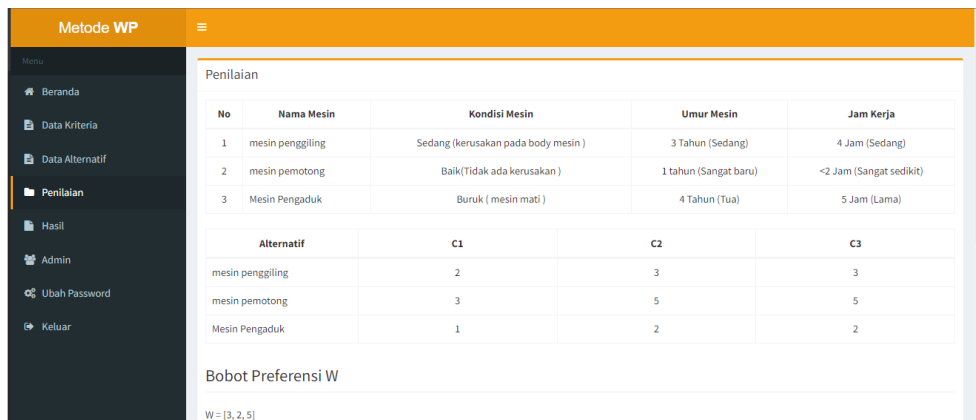 Metode WP
Menu
Beranda
Data Kriteria
Data Alternatif
Penilaian
Hasil
Admin
Ubah Password
Keluar
Penilaian
No Nama Mesin Kondisi Mesin Umur Mesin Jam Kerja
1 mesin penggiling Sedang (kerusakan pada body mesin ) 3 Tahun (Sedang) 4 Jam (Sedang)
2 mesin pemotong Baik(Tidak ada kerusakan ) 1 tahun (Sangat baru) <2 Jam (Sangat sedikit)
3 Mesin Pengaduk Buruk ( mesin mati ) 4 Tahun (Tua) 5 Jam (Lama)
Alternatif C1 C2 C3
mesin penggiling 2 3 3
mesin pemotong 3 5 5
Mesin Pengaduk 1 2 2
Bobot Preferensi W
W = [3, 2, 5]